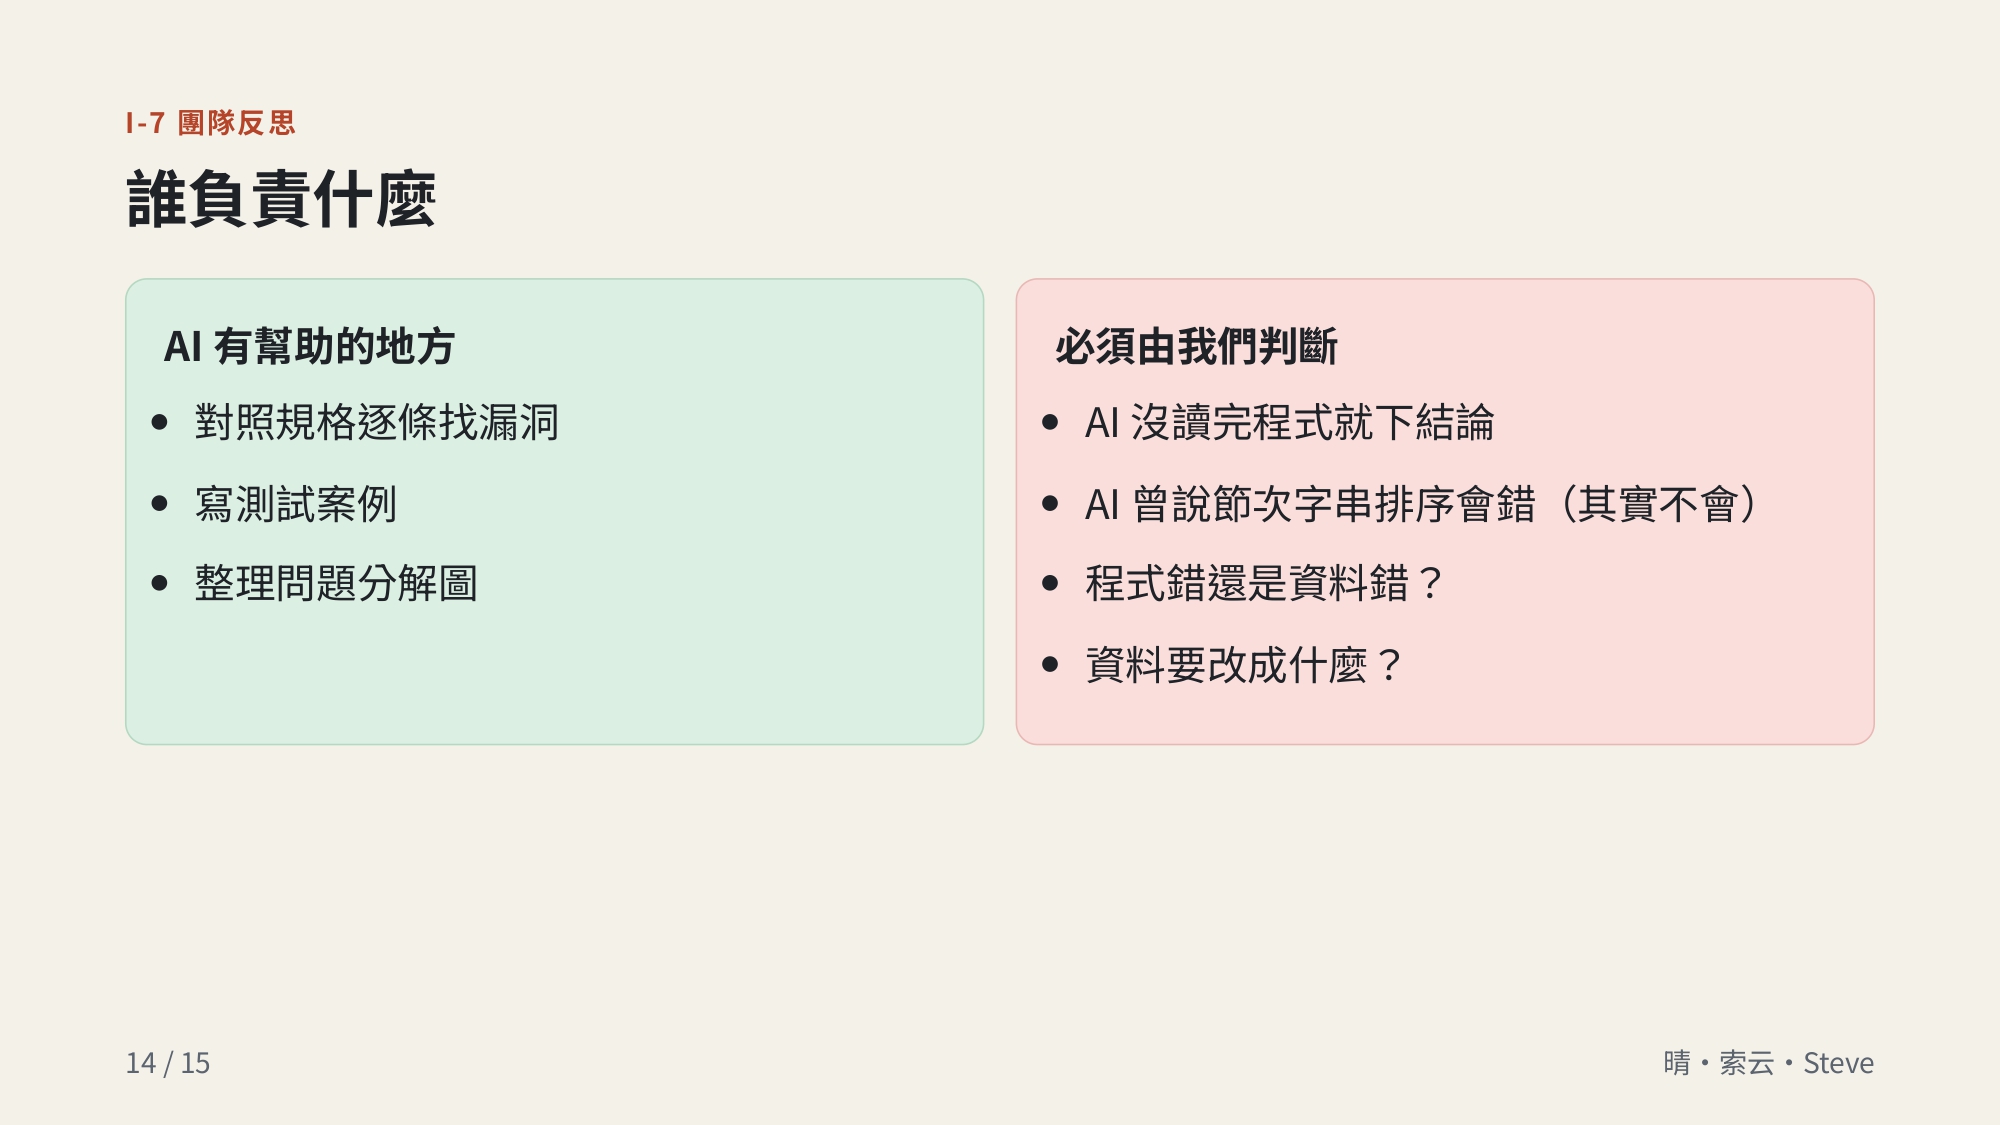 I-7 團隊反思
誰負責什麼
AI 有幫助的地方
• 對照規格逐條找漏洞
• 寫測試案例
• 整理問題分解圖
必須由我們判斷
• AI 沒讀完程式就下結論
• AI 曾說節次字串排序會錯（其實不會）
• 程式錯還是資料錯？
• 資料要改成什麼？
14 / 15
晴・索云・Steve